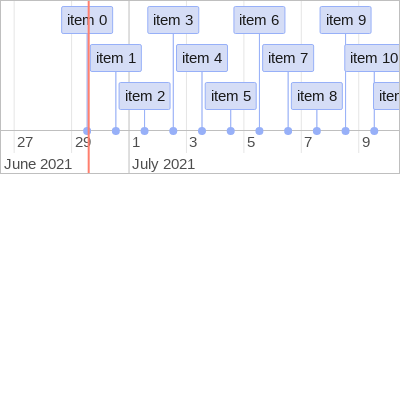 item 0 item 3 item 6 item 9
item 1 item 4 item 7 item 10
item 2 item 5 item 8
27 29 1 3 5 7 9
June 2021 July 2021